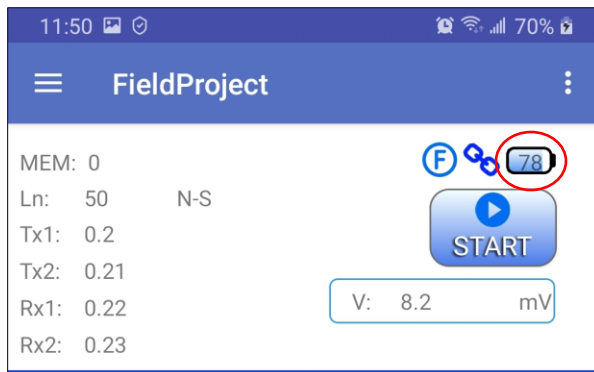 11:50 70%
FieldProject
MEM: 0 F 78
Ln: 50 N-S
Tx1: 0.2 START
Tx2: 0.21
Rx1: 0.22 V: 8.2 mV
Rx2: 0.23